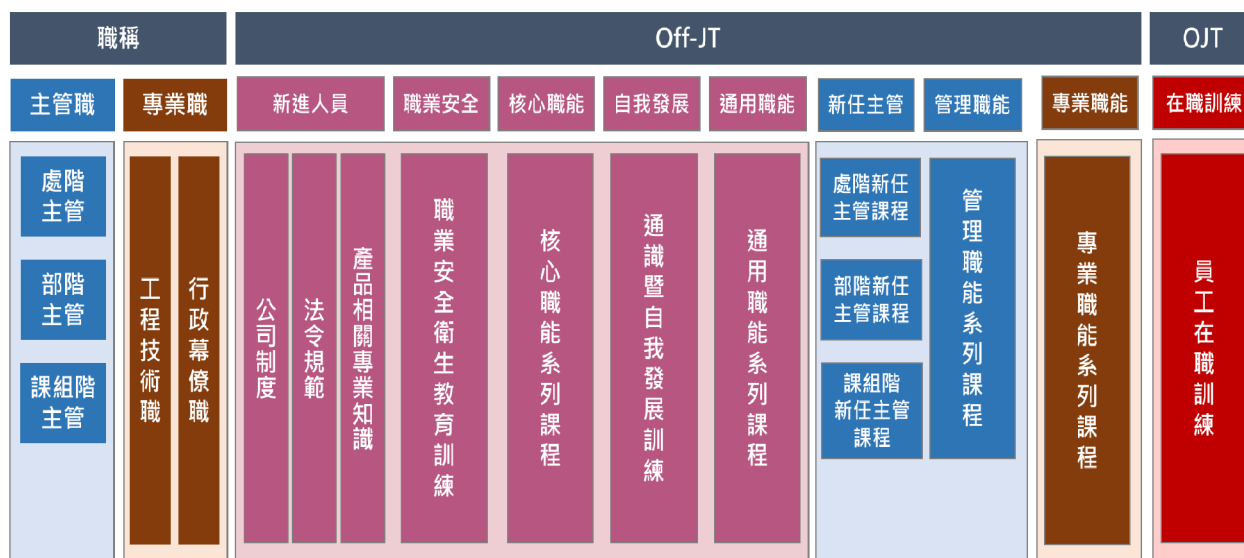 職稱
Off-JT
OJT
主管職
專業職
新進人員
職業安全
核心職能
自我發展
通用職能
新任主管
管理職能
專業職能
在職訓練
處階
主管
部階
主管
課組階
主管
工程技術職
行政幕僚職
公司制度
法令規範
產品相關專業知識
職業安全衛生教育訓練
核心職能系列課程
通識暨自我發展訓練
通用職能系列課程
處階新任
主管課程
部階新任
主管課程
課組階
新任主管
課程
管理職能系列課程
專業職能系列課程
員工在職訓練